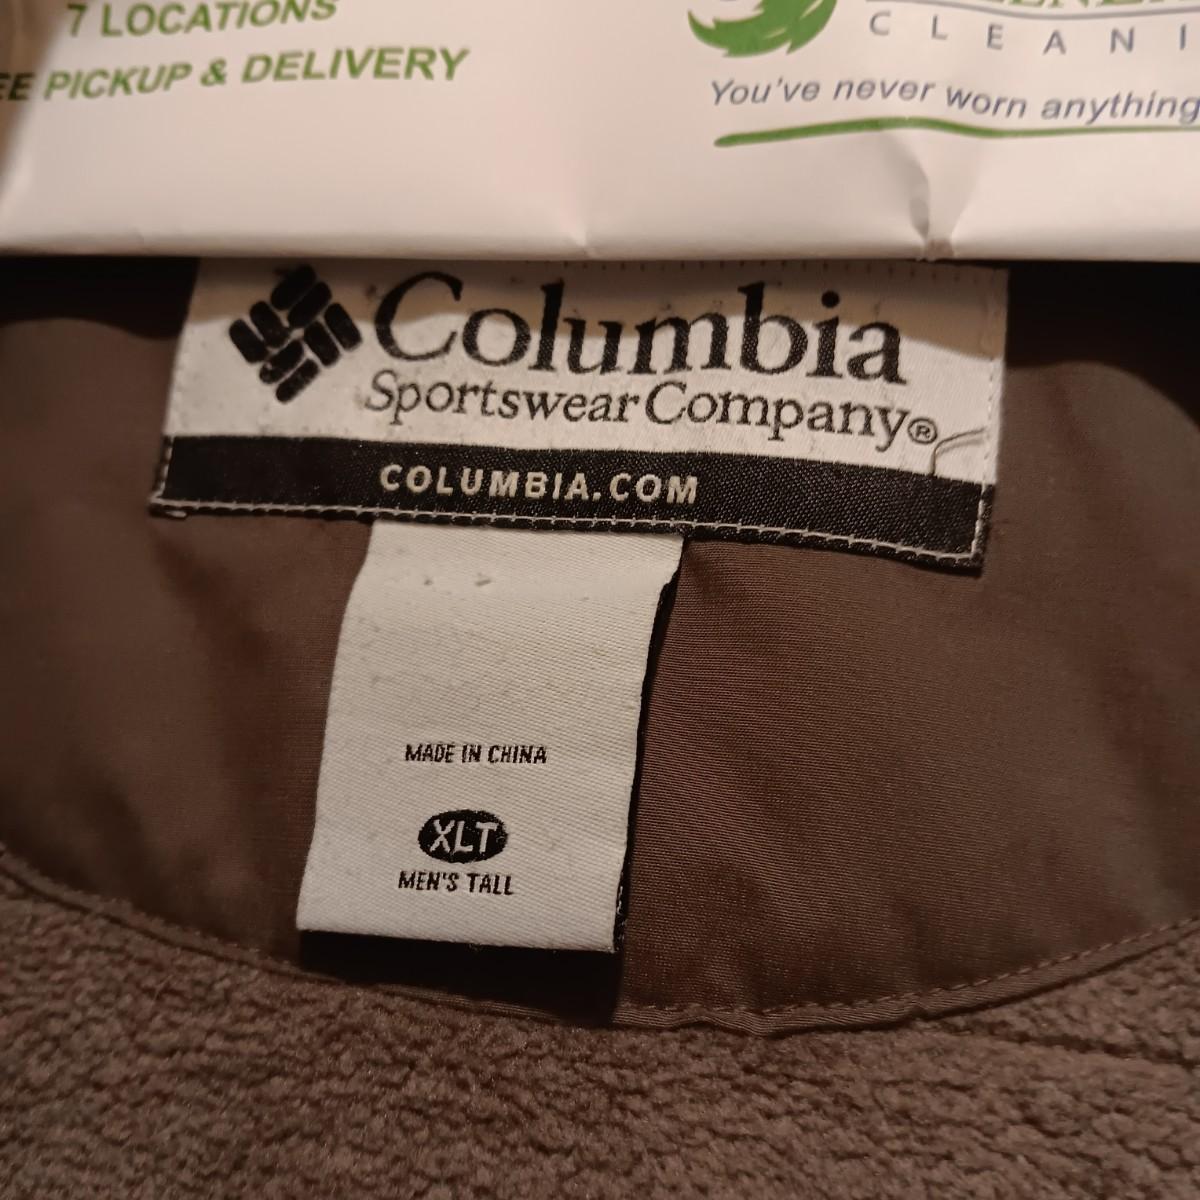 7 LOCATIONS
PICKUP & DELIVERY
CLEANI
You've never worn anything
Columbia
Sportswear Company®
COLUMBIA.COM
MADE IN CHINA
XLT
MEN'S TALL